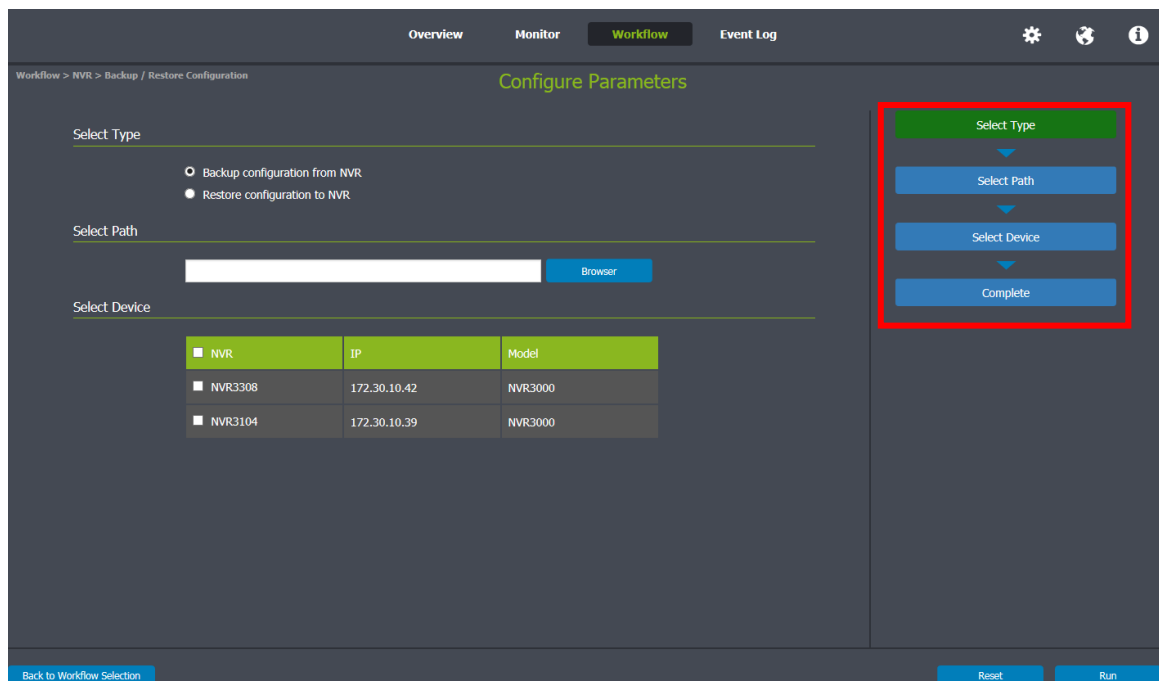 Overview Monitor Workflow Event Log
Workflow > NVR > Backup / Restore Configuration
Configure Parameters
Select Type
Backup configuration from NVR
Restore configuration to NVR
Select Path
Browser
Select Device
NVR IP Model
NVR3308 172.30.10.42 NVR3000
NVR3104 172.30.10.39 NVR3000
Select Type
Select Path
Select Device
Complete
Back to Workflow Selection
Reset Run